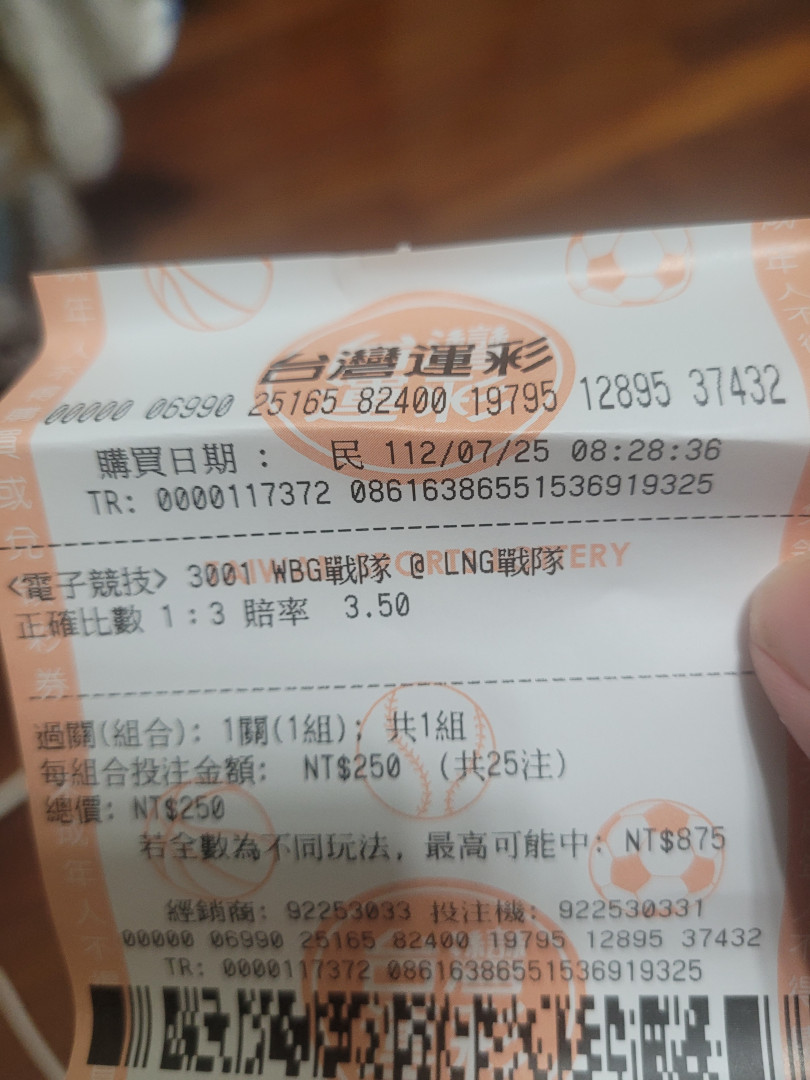 台灣運彩
00000 06990 25165 82400 19795 12895 37432
購買日期： 民 112/07/25 08:28:36
TR: 0000117372 08616386551536919325
TAIWAN SPORTS LOTTERY
<電子競技> 3001 WBG戰隊 @ LNG戰隊
正確比數 1：3 賠率 3.50
過關(組合): 1關(1組); 共1組
每組合投注金額: NT$250 (共25注)
總價: NT$250
若全數為不同玩法, 最高可能中: NT$875
經銷商: 92253033 投注機: 922530331
00000 06990 25165 82400 19795 12895 37432
TR: 0000117372 08616386551536919325